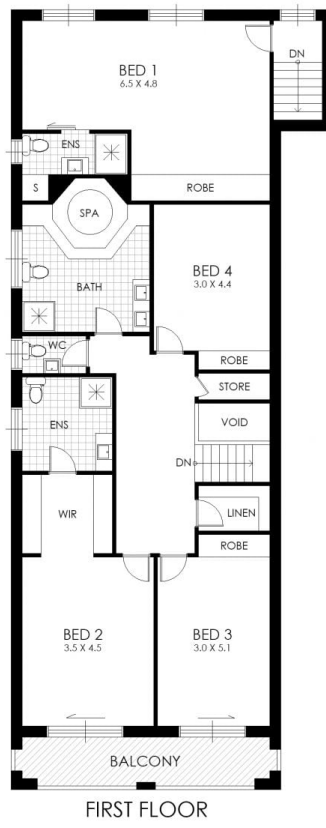 DN
BED 1
6.5 X 4.8
ENS
S
ROBE
SPA
BATH
BED 4
3.0 X 4.4
WC
ROBE
STORE
ENS
VOID
DN
WIR
LINEN
ROBE
BED 2
3.5 X 4.5
BED 3
3.0 X 5.1
BALCONY
FIRST FLOOR